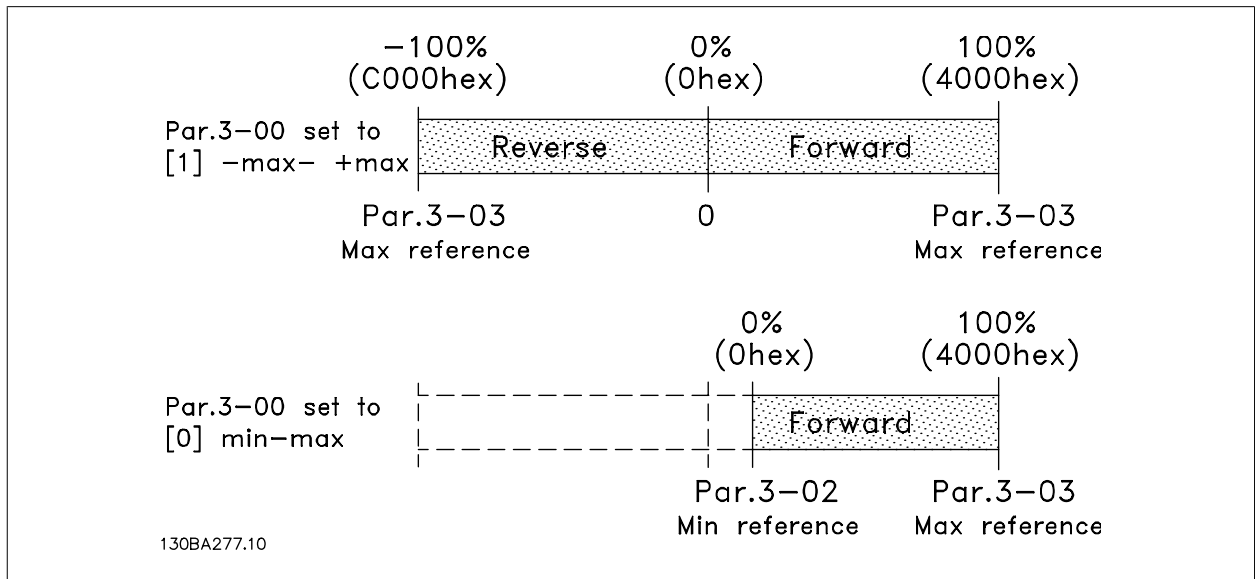 -100% 0% 100%
(C000hex) (0hex) (4000hex)
Par.3-00 set to
[1] -max- +max
Reverse Forward
Par.3-03 0 Par.3-03
Max reference Max reference
0% 100%
(0hex) (4000hex)
Par.3-00 set to
[0] min-max
Forward
Par.3-02 Par.3-03
Min reference Max reference
130BA277.10